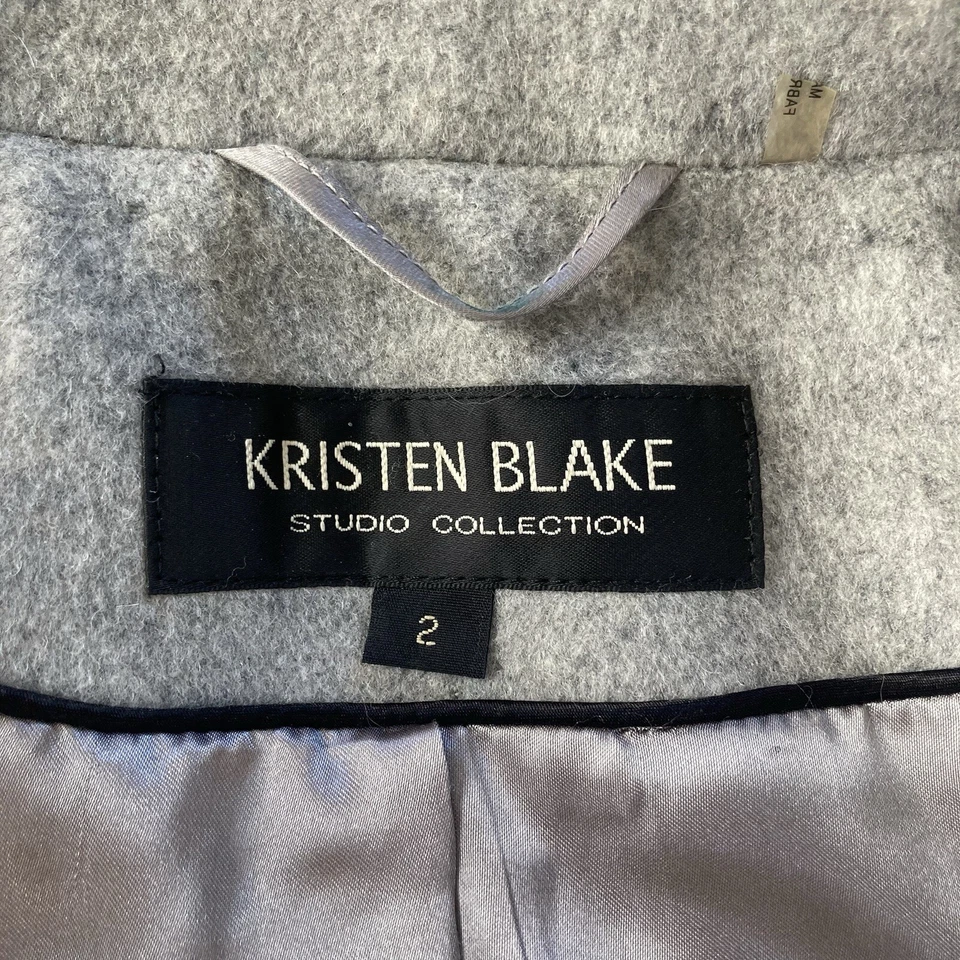 KRISTEN BLAKE
STUDIO COLLECTION
2